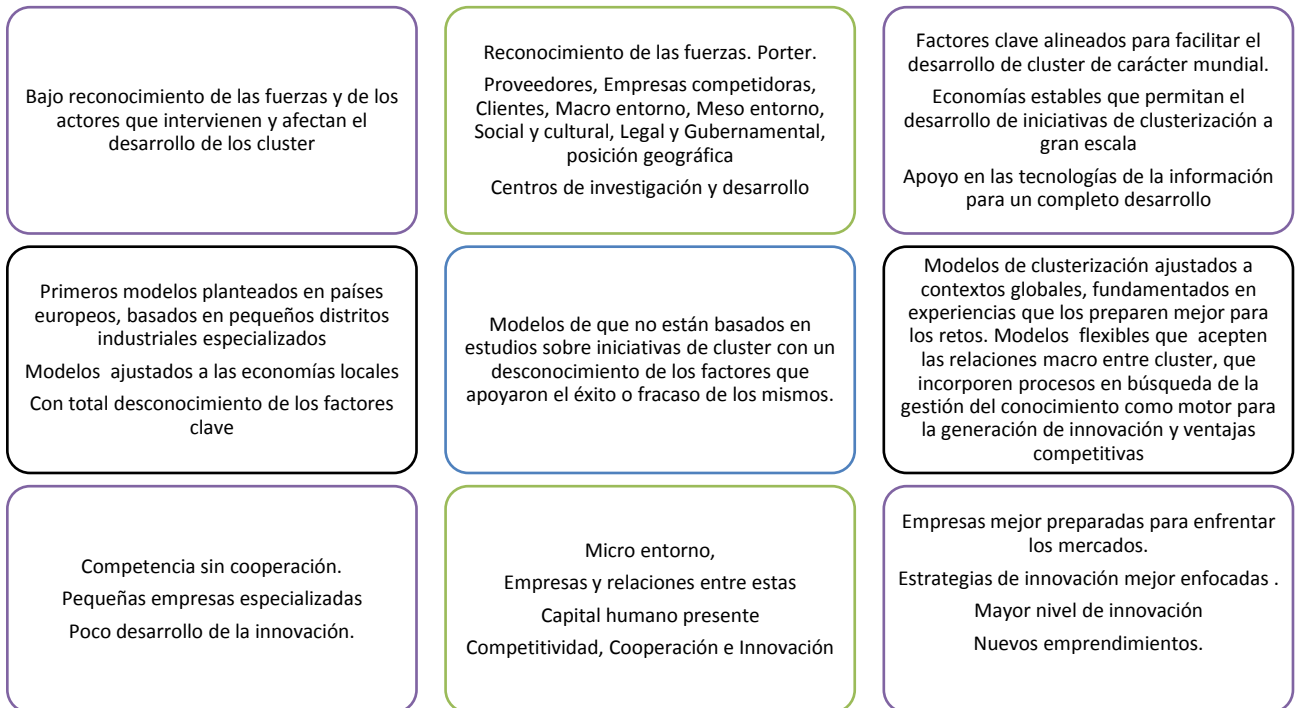 Bajo reconocimiento de las fuerzas y de los
actores que intervienen y afectan el
desarrollo de los cluster
Reconocimiento de las fuerzas. Porter.
Proveedores, Empresas competidoras,
Clientes, Macro entorno, Meso entorno,
Social y cultural, Legal y Gubernamental,
posición geográfica
Centros de investigación y desarrollo
Factores clave alineados para facilitar el
desarrollo de cluster de carácter mundial.
Economías estables que permitan el
desarrollo de iniciativas de clusterización a
gran escala
Apoyo en las tecnologías de la información
para un completo desarrollo
Primeros modelos planteados en países
europeos, basados en pequeños distritos
industriales especializados
Modelos ajustados a las economías locales
Con total desconocimiento de los factores
clave
Modelos de que no están basados en
estudios sobre iniciativas de cluster con un
desconocimiento de los factores que
apoyaron el éxito o fracaso de los mismos.
Modelos de clusterización ajustados a
contextos globales, fundamentados en
experiencias que los preparen mejor para
los retos. Modelos flexibles que acepten
las relaciones macro entre cluster, que
incorporen procesos en búsqueda de la
gestión del conocimiento como motor para
la generación de innovación y ventajas
competitivas
Competencia sin cooperación.
Pequeñas empresas especializadas
Poco desarrollo de la innovación.
Micro entorno,
Empresas y relaciones entre estas
Capital humano presente
Competitividad, Cooperación e Innovación
Empresas mejor preparadas para enfrentar
los mercados.
Estrategias de innovación mejor enfocadas .
Mayor nivel de innovación
Nuevos emprendimientos.